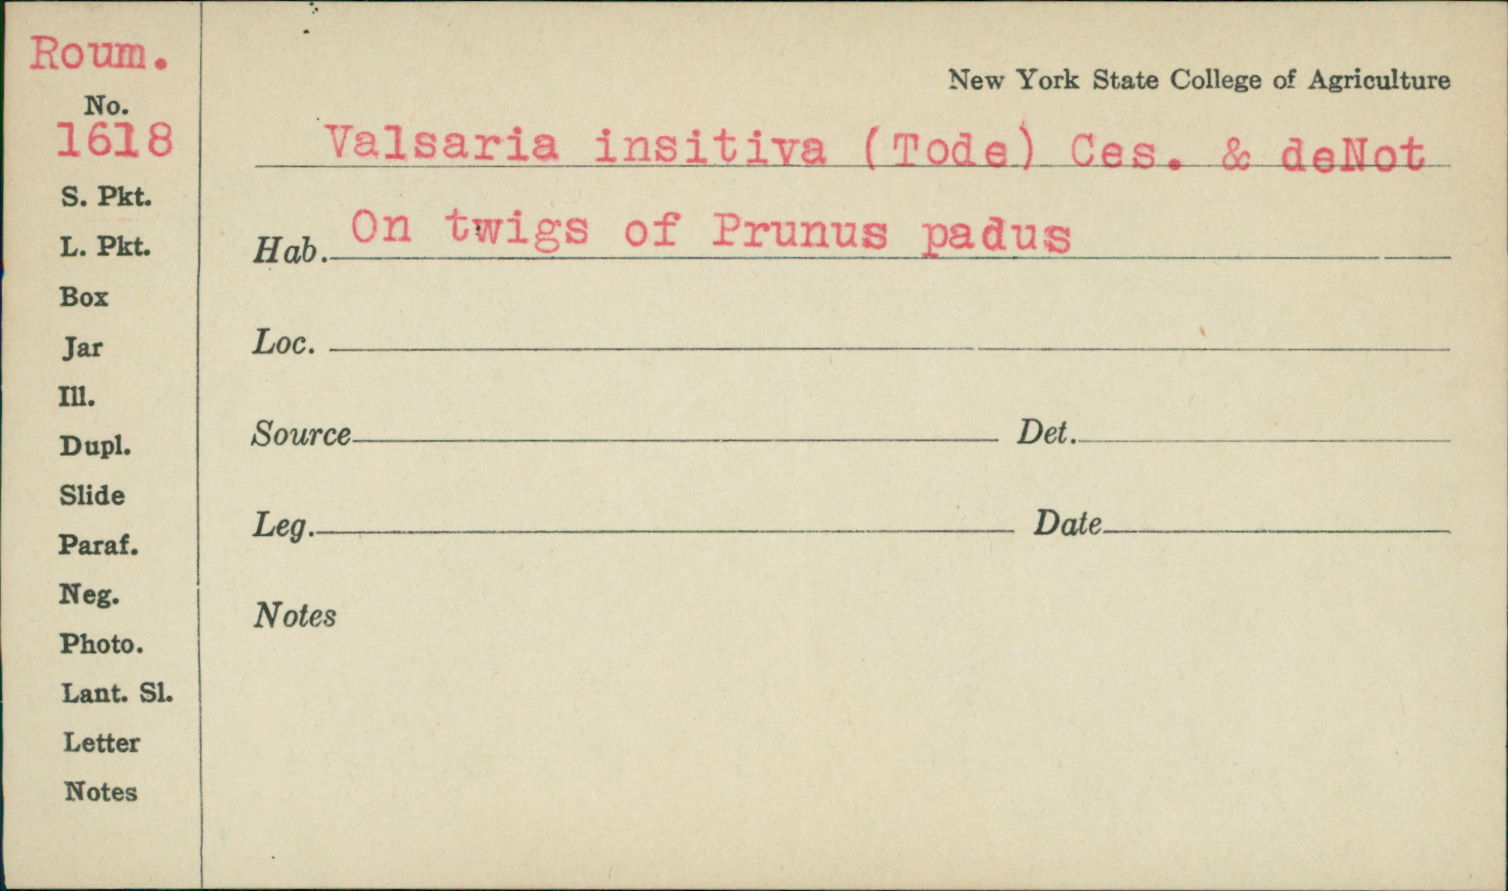 Roum.
No.
1618
S. Pkt.
L. Pkt.
Box
Jar
Ill.
Dupl.
Slide
Paraf.
Neg.
Photo.
Lant. Sl.
Letter
Notes
New York State College of Agriculture
Valsaria insitiva (Tode) Ces. & deNot
Hab. On twigs of Prunus padus
Loc.
Source Det.
Leg. Date
Notes